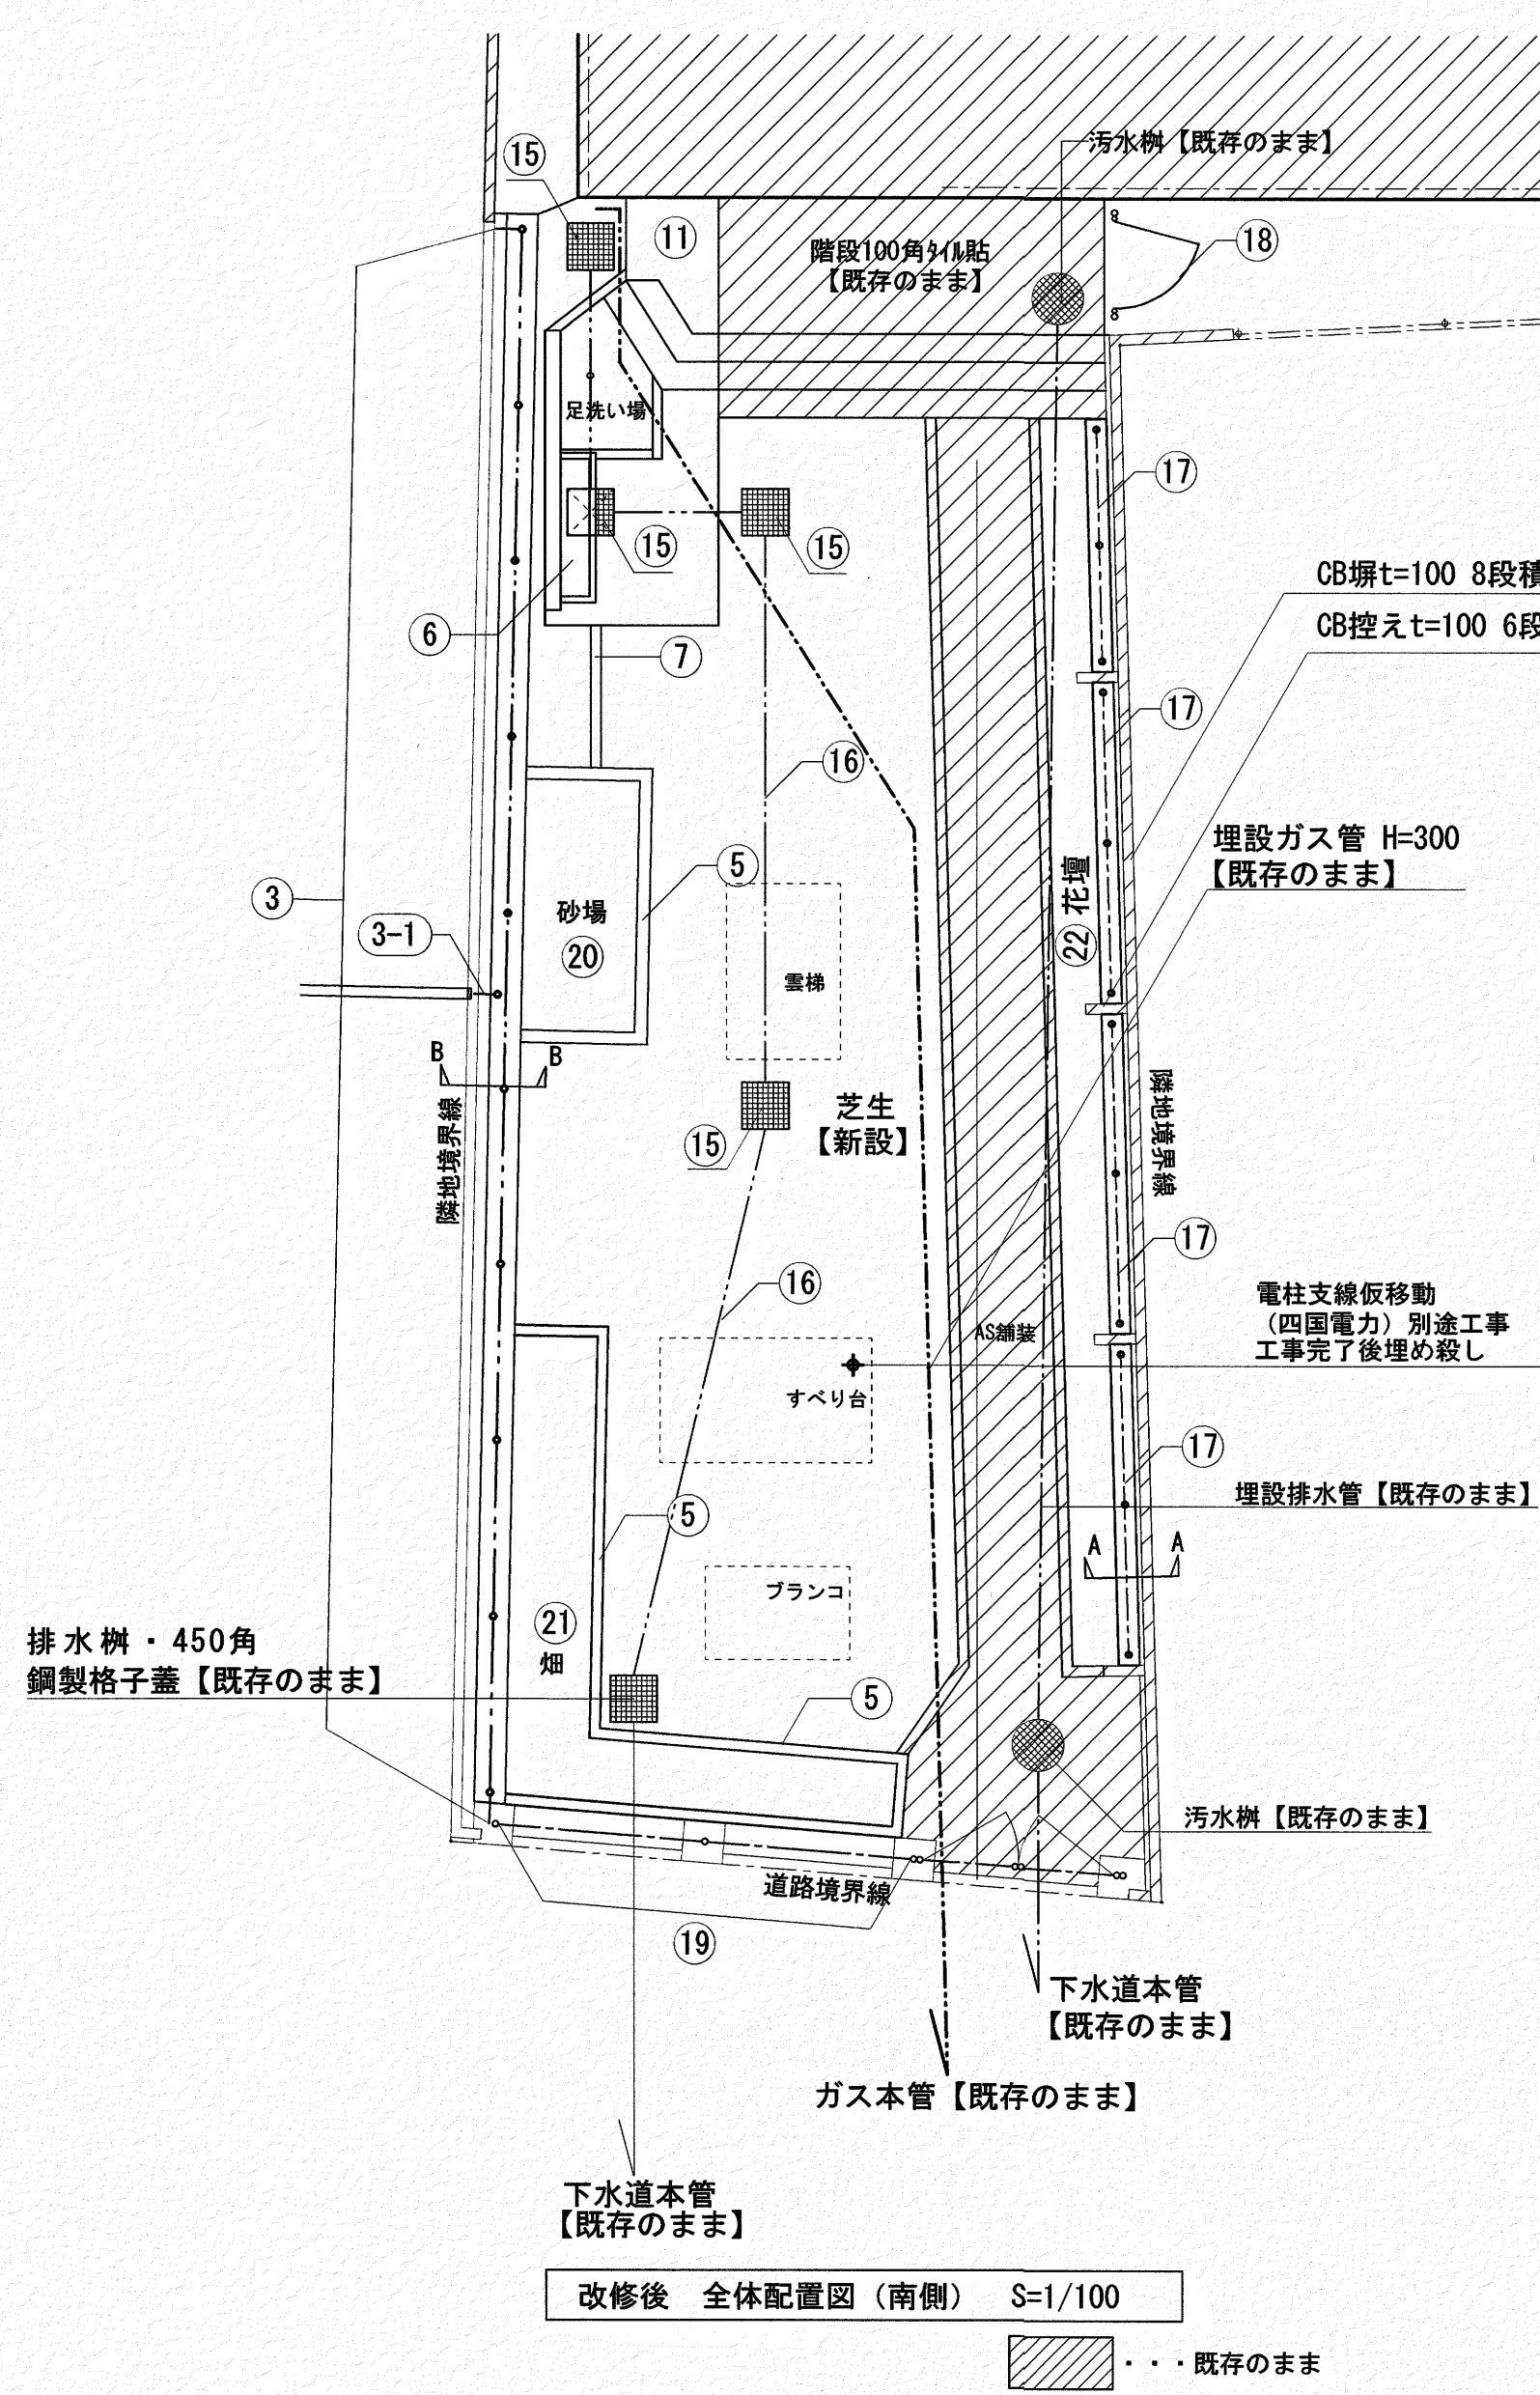 汚水桝【既存のまま】
15
11
階段100角ﾀｲﾙ貼
【既存のまま】
18
足洗い場
17
15
15
CB塀t=100 8段積
CB控えt=100 6段
6
7
17
16
埋設ガス管 H=300
【既存のまま】
5
3
砂場
20
3-1
22 花壇
雲梯
B B
隣地境界線
芝生
【新設】
15
隣地境界線
17
16
電柱支線仮移動
（四国電力）別途工事
工事完了後埋め殺し
AS舗装
すべり台
17
埋設排水管【既存のまま】
5
A A
ブランコ
21
畑
排水桝・450角
鋼製格子蓋【既存のまま】
5
汚水桝【既存のまま】
道路境界線
19
下水道本管
【既存のまま】
ガス本管【既存のまま】
下水道本管
【既存のまま】
改修後　全体配置図（南側）　S=1/100
・・・既存のまま